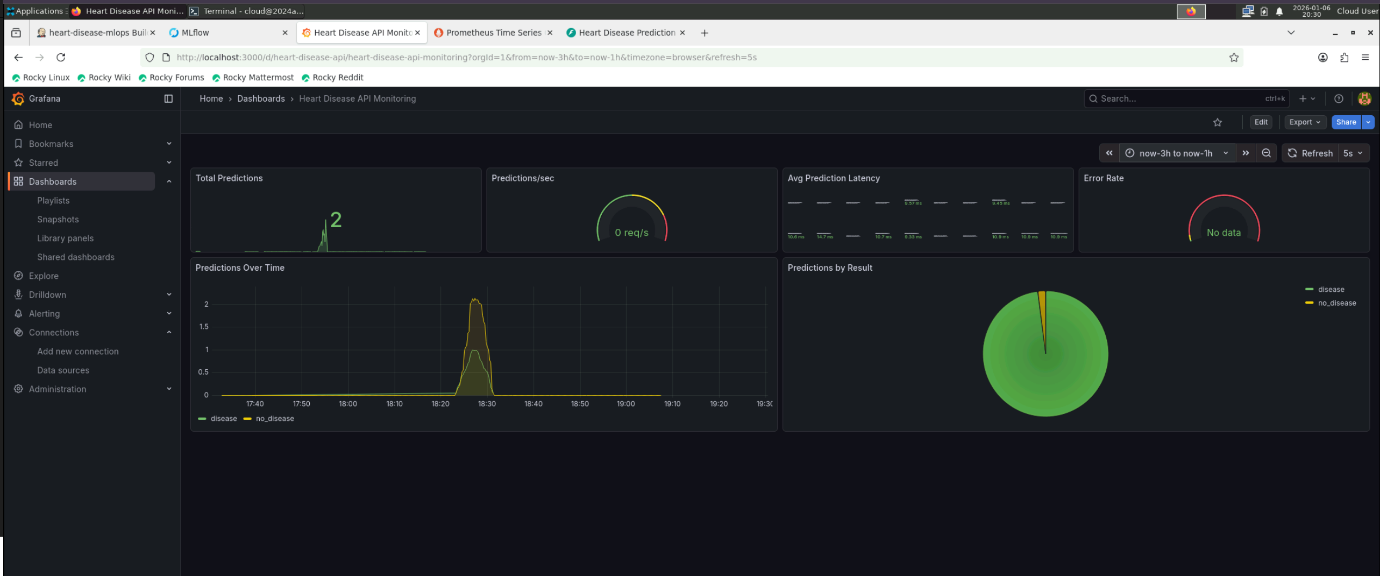 Applications
Heart Disease API Moni...
Terminal - cloud@2024a...
2026-01-06
20:30
Cloud User
heart-disease-mlops Buil
MLflow
Heart Disease API Monito
Prometheus Time Series
Heart Disease Prediction
http://localhost:3000/d/heart-disease-api/heart-disease-api-monitoring?orgId=1&from=now-3h&to=now-1h&timezone=browser&refresh=5s
Rocky Linux Rocky Wiki Rocky Forums Rocky Mattermost Rocky Reddit
Grafana
Home › Dashboards › Heart Disease API Monitoring
Search... ctrl+k
Home
Bookmarks
Starred
Dashboards
Playlists
Snapshots
Library panels
Shared dashboards
Explore
Drilldown
Alerting
Connections
Add new connection
Data sources
Administration
Edit Export Share
now-3h to now-1h Refresh 5s
Total Predictions
2
Predictions/sec
0 req/s
Avg Prediction Latency
Error Rate
No data
Predictions Over Time
2
1.5
1
0.5
0
17:40 17:50 18:00 18:10 18:20 18:30 18:40 18:50 19:00 19:10 19:20 19:30
disease no_disease
Predictions by Result
disease
no_disease